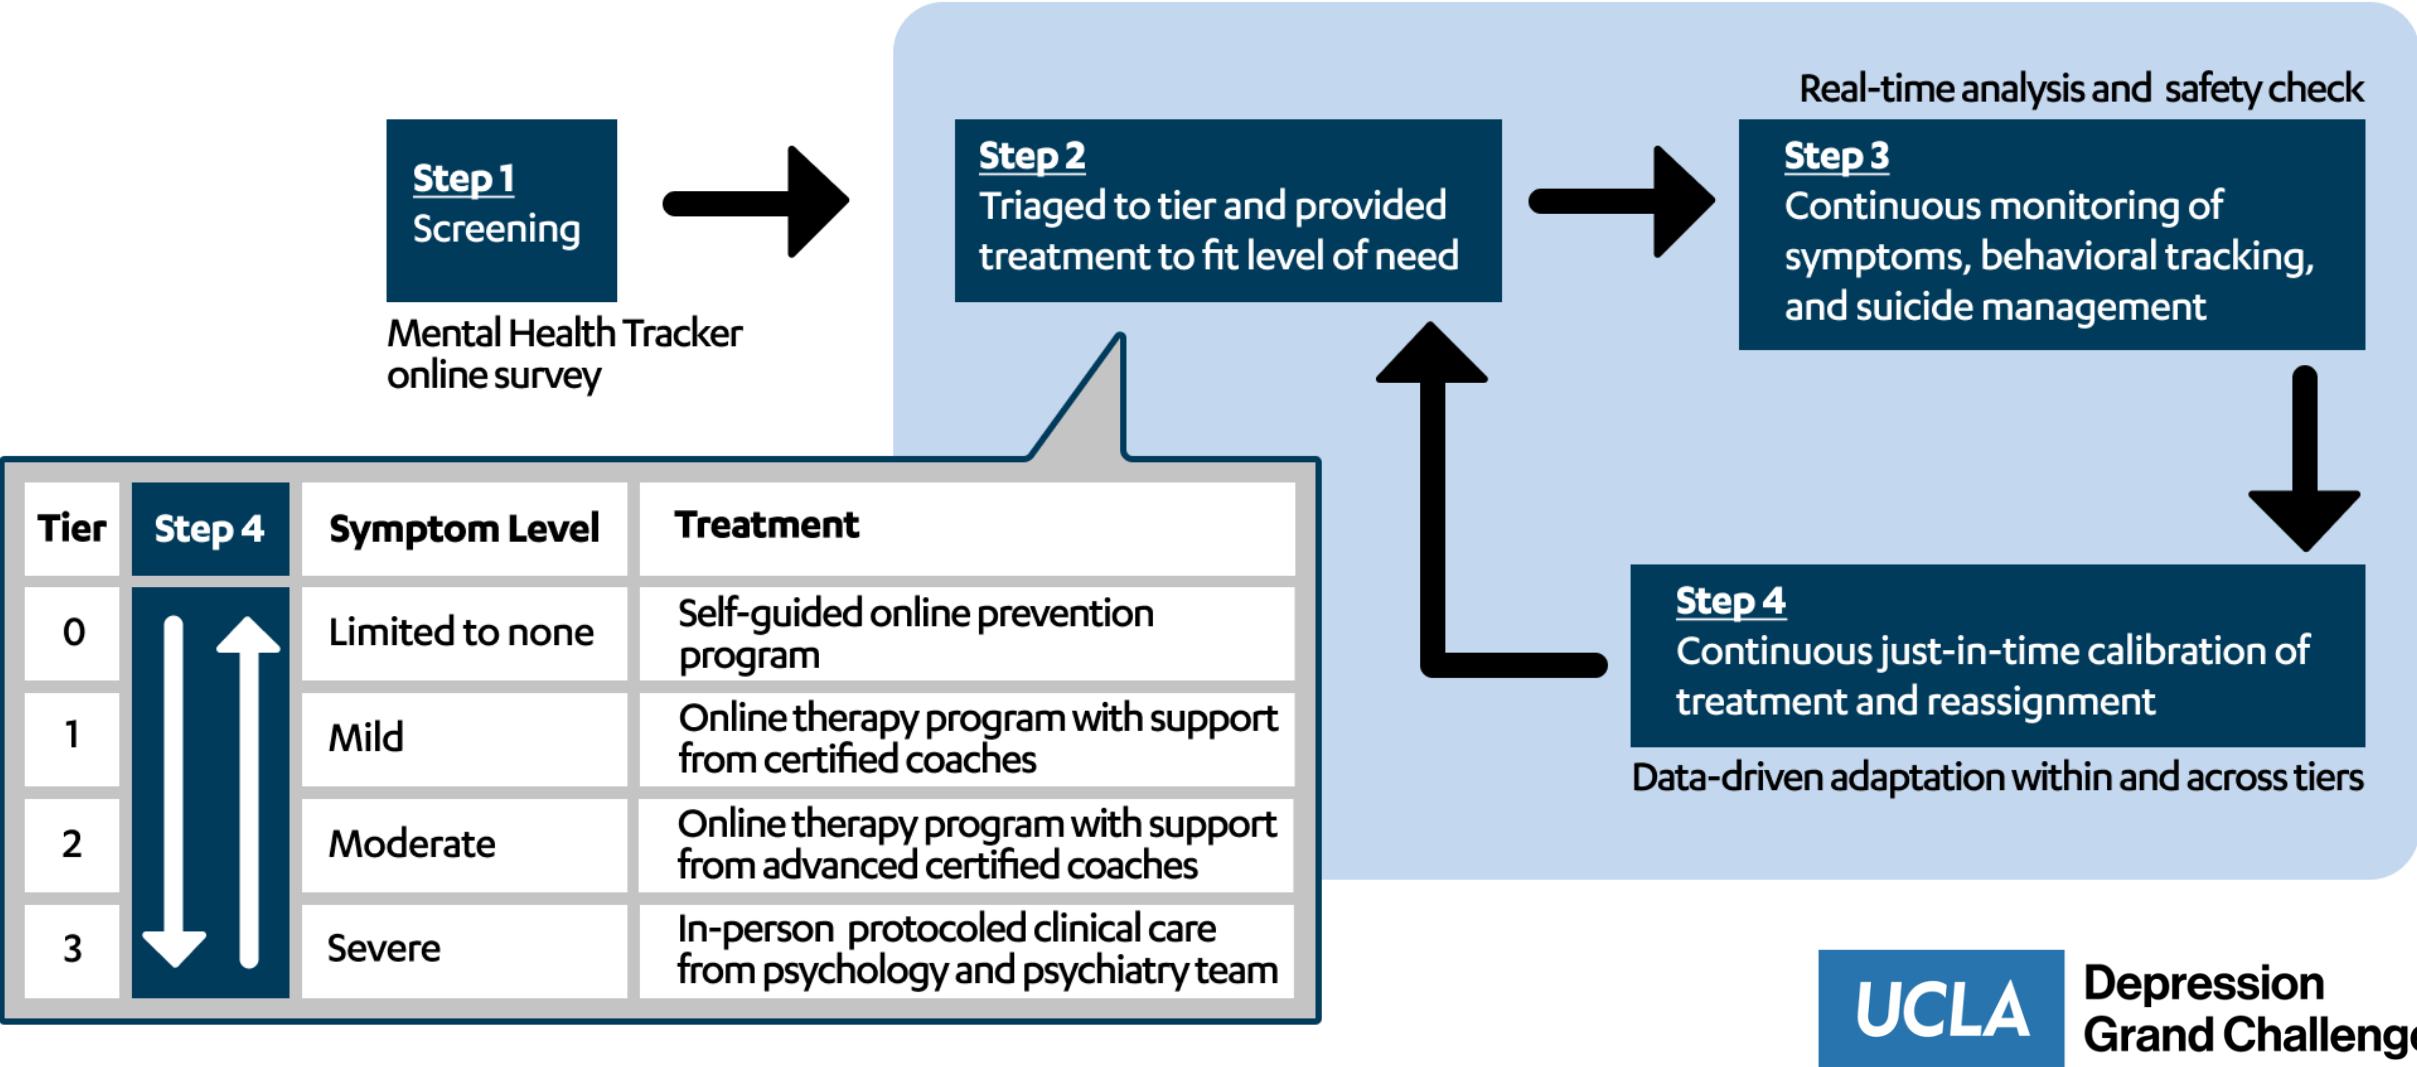 Real-time analysis and safety check
Step 1
Screening
Mental Health Tracker
online survey
Step 2
Triaged to tier and provided
treatment to fit level of need
Step 3
Continuous monitoring of
symptoms, behavioral tracking,
and suicide management
Step 4
Continuous just-in-time calibration of
treatment and reassignment
Data-driven adaptation within and across tiers
Tier
Step 4
Symptom Level
Treatment
0
Limited to none
Self-guided online prevention
program
1
Mild
Online therapy program with support
from certified coaches
2
Moderate
Online therapy program with support
from advanced certified coaches
3
Severe
In-person protocoled clinical care
from psychology and psychiatry team
UCLA
Depression
Grand Challenge